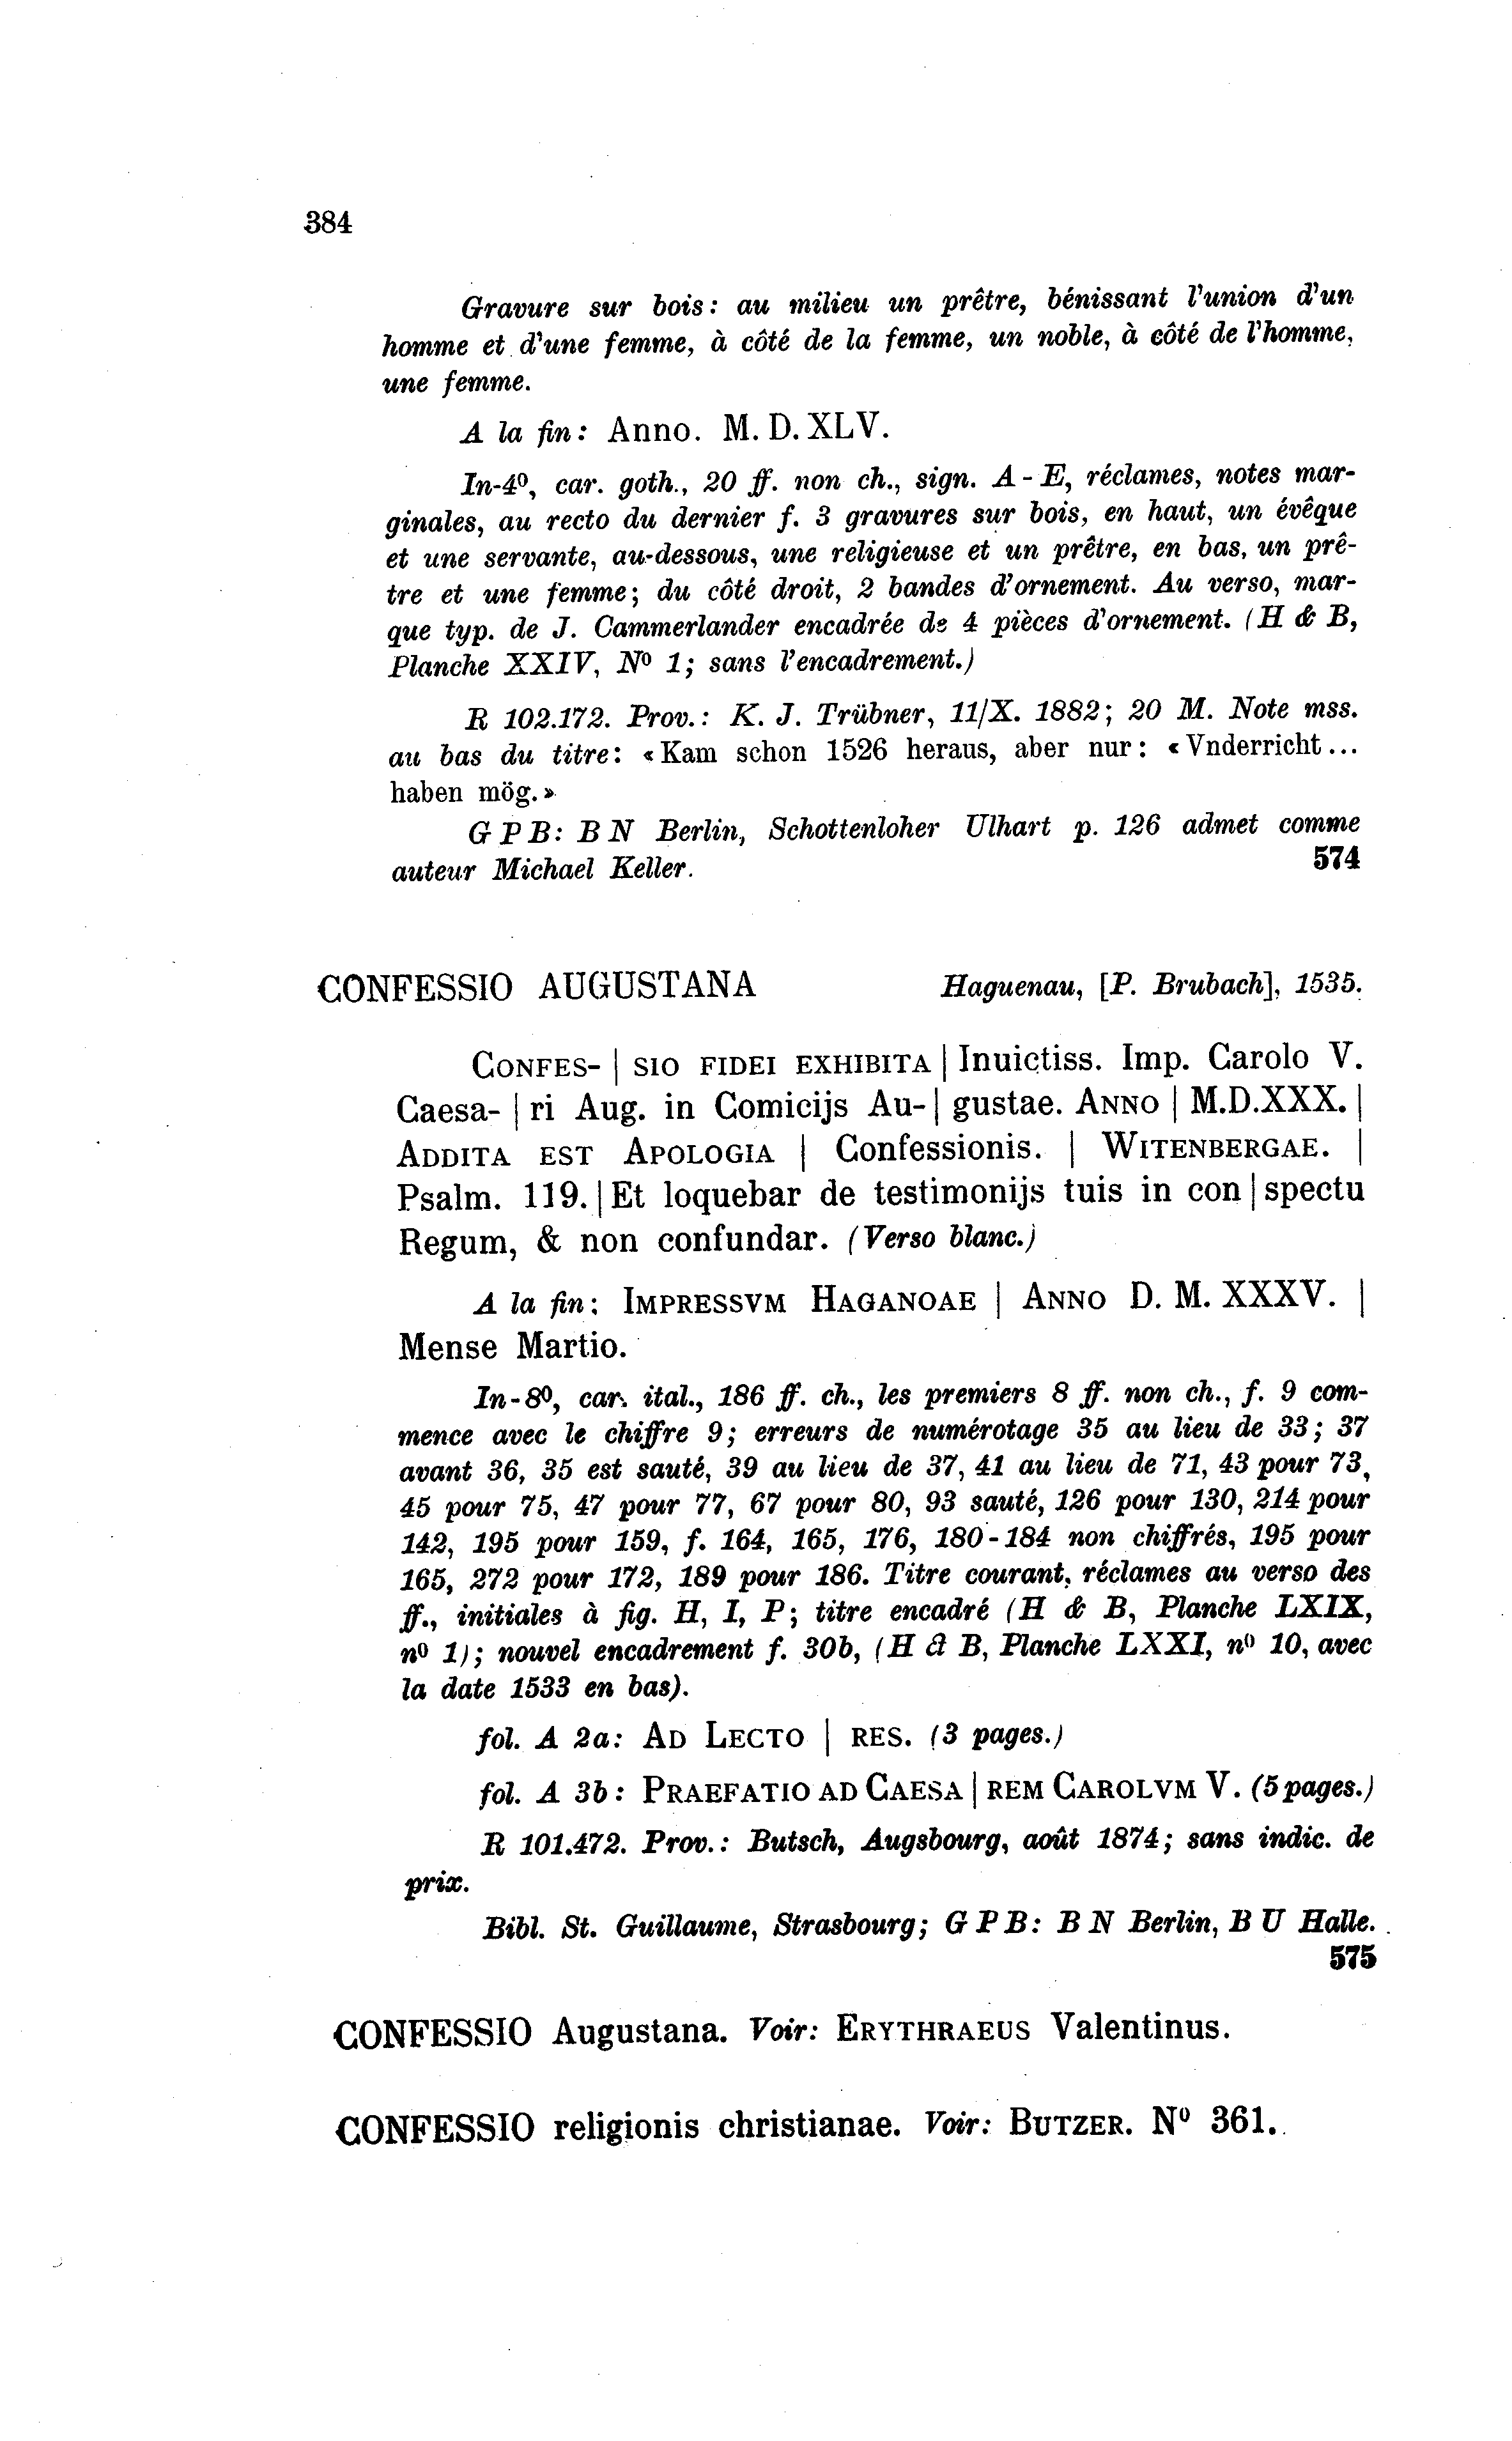 384
Gravure sur bois: au milieu un prêtre, bénissant l'union d'un
homme et d'une femme, à côté de la femme, un noble, à côté de l'homme,
une femme.
A la fin: Anno. M. D. XLV.
In-4º, car. goth., 20 ff. non ch., sign. A - E, réclames, notes mar-
ginales, au recto du dernier f. 3 gravures sur bois, en haut, un évêque
et une servante, au-dessous, une religieuse et un prêtre, en bas, un prê-
tre et une femme; du côté droit, 2 bandes d'ornement. Au verso, mar-
que typ. de J. Cammerlander encadrée de 4 pièces d'ornement. (H & B,
Planche XXIV, Nº 1; sans l'encadrement.)
R 102.172. Prov.: K. J. Trübner, 11/X. 1882; 20 M. Note mss.
au bas du titre: «Kam schon 1526 heraus, aber nur: «Vnderricht...
haben mög.»
G P B: B N Berlin, Schottenloher Ulhart p. 126 admet comme
auteur Michael Keller. 574
CONFESSIO AUGUSTANA Haguenau, [P. Brubach], 1535.
CONFES- | SIO FIDEI EXHIBITA | Inuictiss. Imp. Carolo V.
Caesa- | ri Aug. in Comicijs Au- | gustae. ANNO | M.D.XXX. |
ADDITA EST APOLOGIA | Confessionis. | WITENBERGAE. |
Psalm. 119. | Et loquebar de testimonijs tuis in con | spectu
Regum, & non confundar. (Verso blanc.)
A la fin: IMPRESSVM HAGANOAE | ANNO D. M. XXXV. |
Mense Martio.
In-8º, car. ital., 186 ff. ch., les premiers 8 ff. non ch., f. 9 com-
mence avec le chiffre 9; erreurs de numérotage 35 au lieu de 33; 37
avant 36, 35 est sauté, 39 au lieu de 37, 41 au lieu de 71, 43 pour 73,
45 pour 75, 47 pour 77, 67 pour 80, 93 sauté, 126 pour 130, 214 pour
142, 195 pour 159, f. 164, 165, 176, 180-184 non chiffrés, 195 pour
165, 272 pour 172, 189 pour 186. Titre courant, réclames au verso des
ff., initiales à fig. H, I, P; titre encadré (H & B, Planche LXIX,
nº 1); nouvel encadrement f. 30b, (H & B, Planche LXXI, nº 10, avec
la date 1533 en bas).
fol. A 2a: AD LECTO | RES. (3 pages.)
fol. A 3b: PRAEFATIO AD CAESA | REM CAROLVM V. (5 pages.)
R 101.472. Prov.: Butsch, Augsbourg, août 1874; sans indic. de
prix.
Bibl. St. Guillaume, Strasbourg; G P B: B N Berlin, B U Halle.
575
CONFESSIO Augustana. Voir: ERYTHRAEUS Valentinus.
CONFESSIO religionis christianae. Voir: BUTZER. Nº 361.